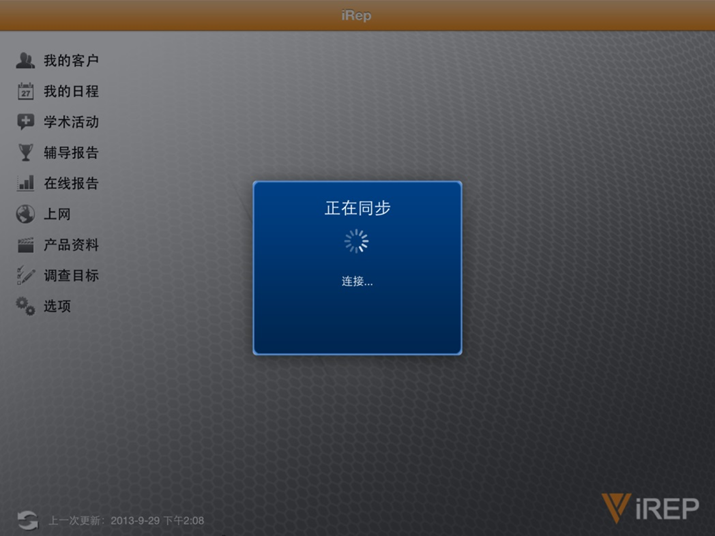 iRep
我的客户
27
我的日程
学术活动
辅导报告
在线报告
上网
产品资料
调查目标
选项
正在同步
连接...
上一次更新：2013-9-29 下午2:08
iREP